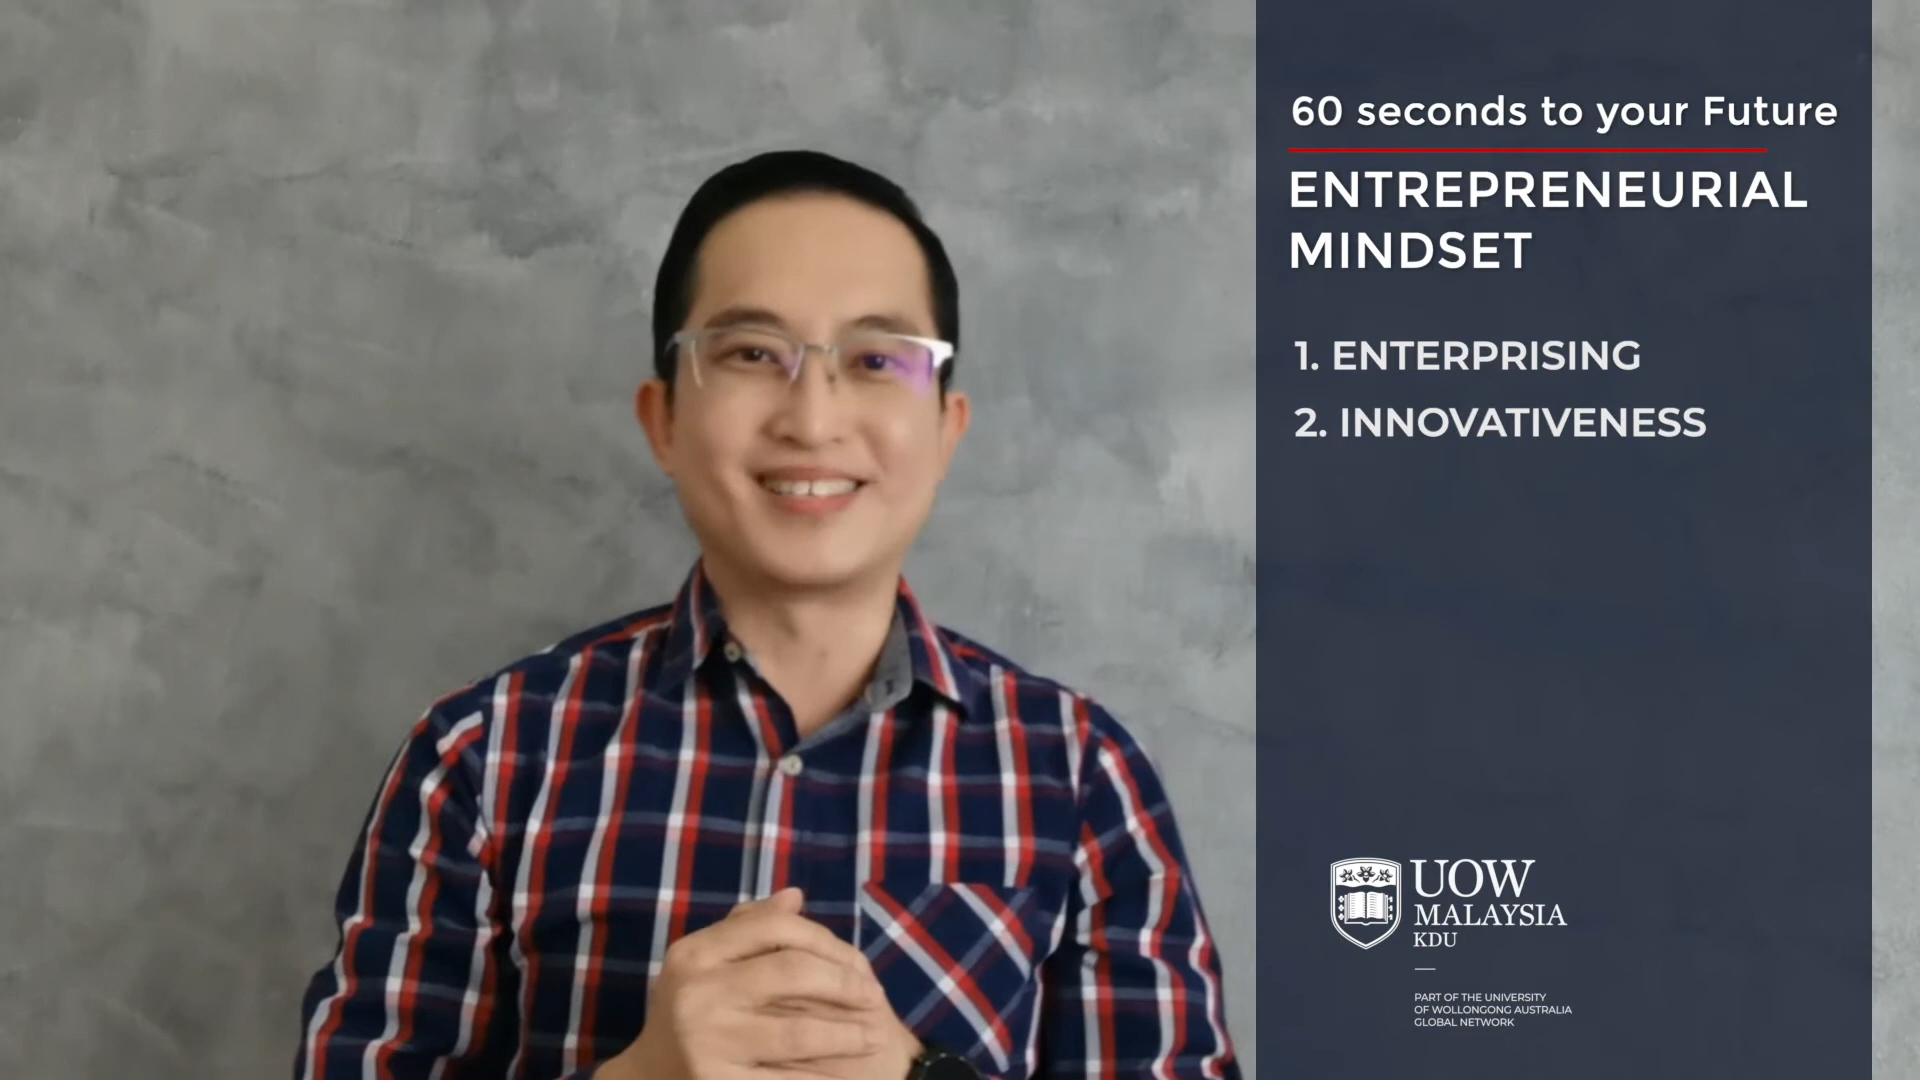 60 seconds to your Future
ENTREPRENEURIAL
MINDSET
1. ENTERPRISING
2. INNOVATIVENESS
UOW
MALAYSIA
KDU
PART OF THE UNIVERSITY
OF WOLLONGONG AUSTRALIA
GLOBAL NETWORK